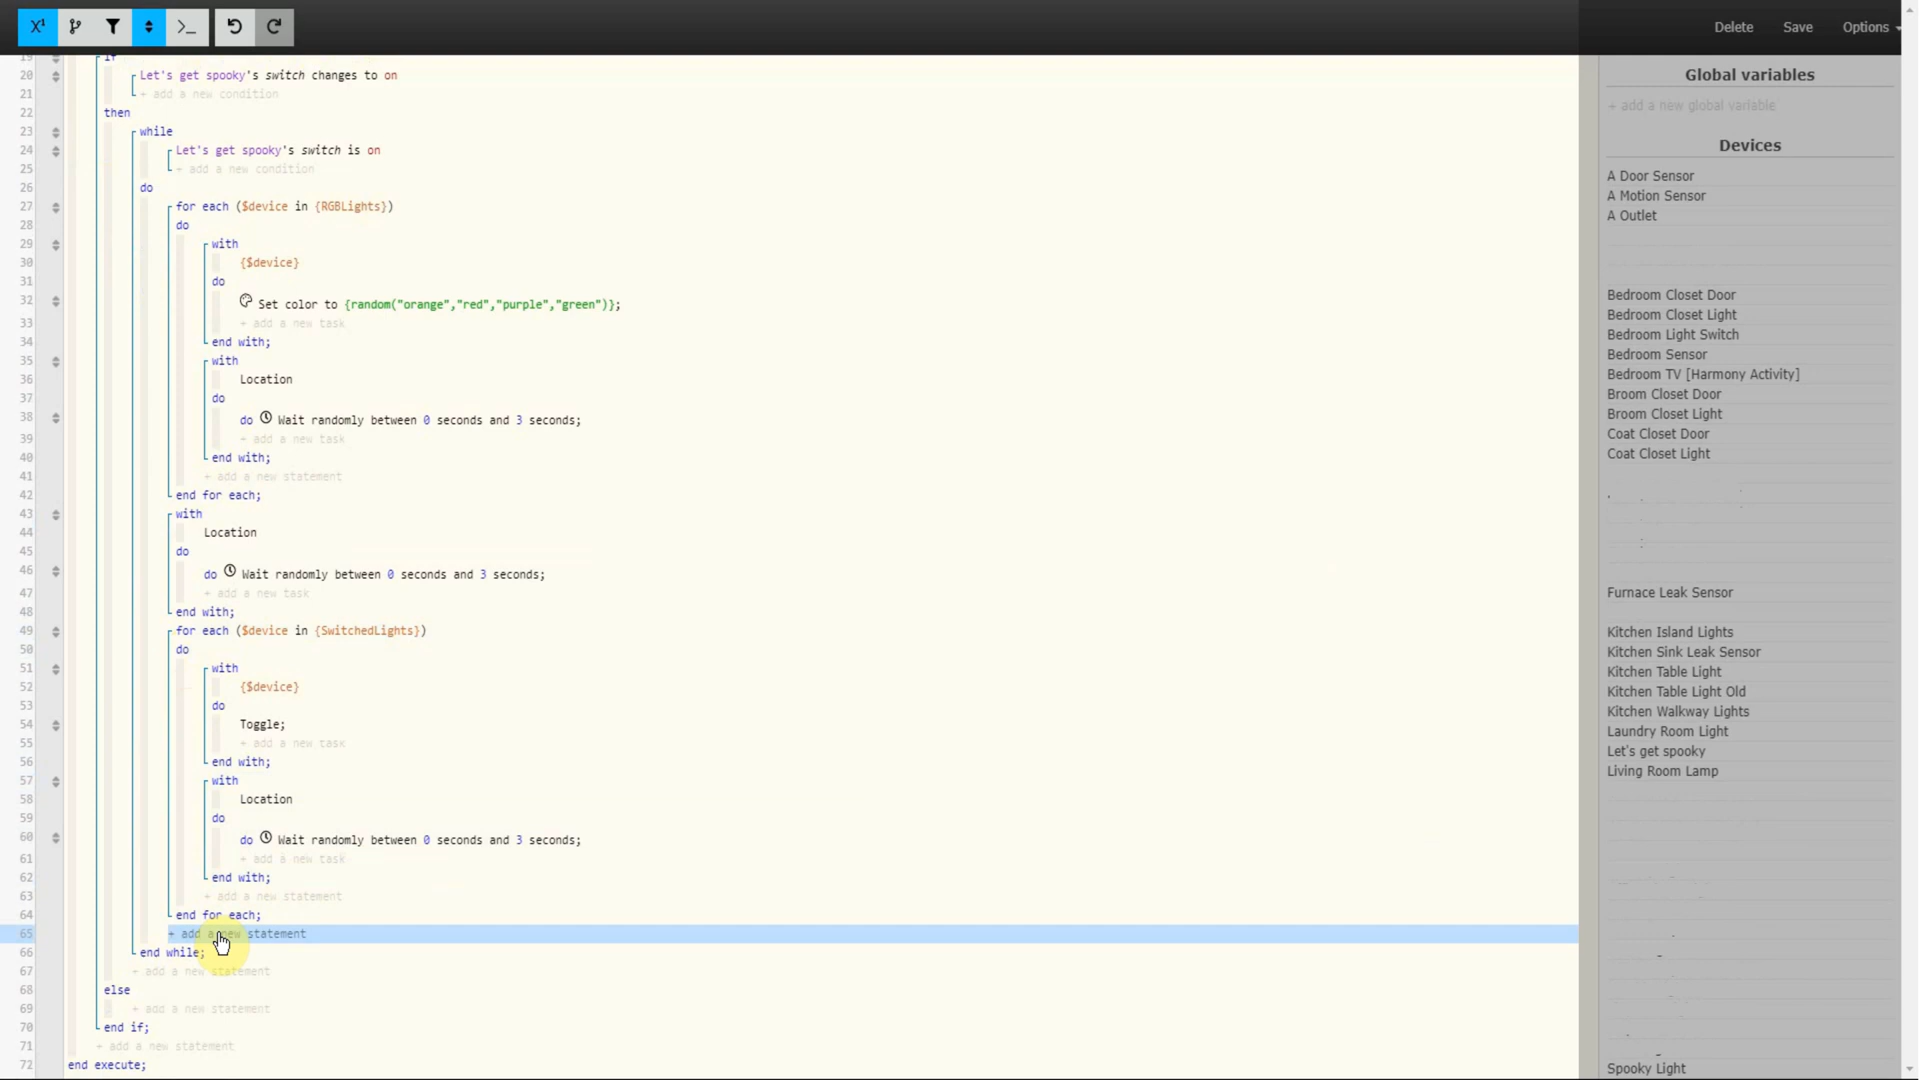 X¹ >_ Delete Save Options
19 if
20 Let's get spooky's switch changes to on
21 + add a new condition
22 then
23 while
24 Let's get spooky's switch is on
25 + add a new condition
26 do
27 for each ($device in {RGBLights})
28 do
29 with
30 {$device}
31 do
32 Set color to {random("orange","red","purple","green")};
33 + add a new task
34 end with;
35 with
36 Location
37 do
38 do Wait randomly between 0 seconds and 3 seconds;
39 + add a new task
40 end with;
41 + add a new statement
42 end for each;
43 with
44 Location
45 do
46 do Wait randomly between 0 seconds and 3 seconds;
47 + add a new task
48 end with;
49 for each ($device in {SwitchedLights})
50 do
51 with
52 {$device}
53 do
54 Toggle;
55 + add a new task
56 end with;
57 with
58 Location
59 do
60 do Wait randomly between 0 seconds and 3 seconds;
61 + add a new task
62 end with;
63 + add a new statement
64 end for each;
65 + add a new statement
66 end while;
67 + add a new statement
68 else
69 + add a new statement
70 end if;
71 + add a new statement
72 end execute;
Global variables
+ add a new global variable
Devices
A Door Sensor
A Motion Sensor
A Outlet
Bedroom Closet Door
Bedroom Closet Light
Bedroom Light Switch
Bedroom Sensor
Bedroom TV [Harmony Activity]
Broom Closet Door
Broom Closet Light
Coat Closet Door
Coat Closet Light
Furnace Leak Sensor
Kitchen Island Lights
Kitchen Sink Leak Sensor
Kitchen Table Light
Kitchen Table Light Old
Kitchen Walkway Lights
Laundry Room Light
Let's get spooky
Living Room Lamp
Spooky Light